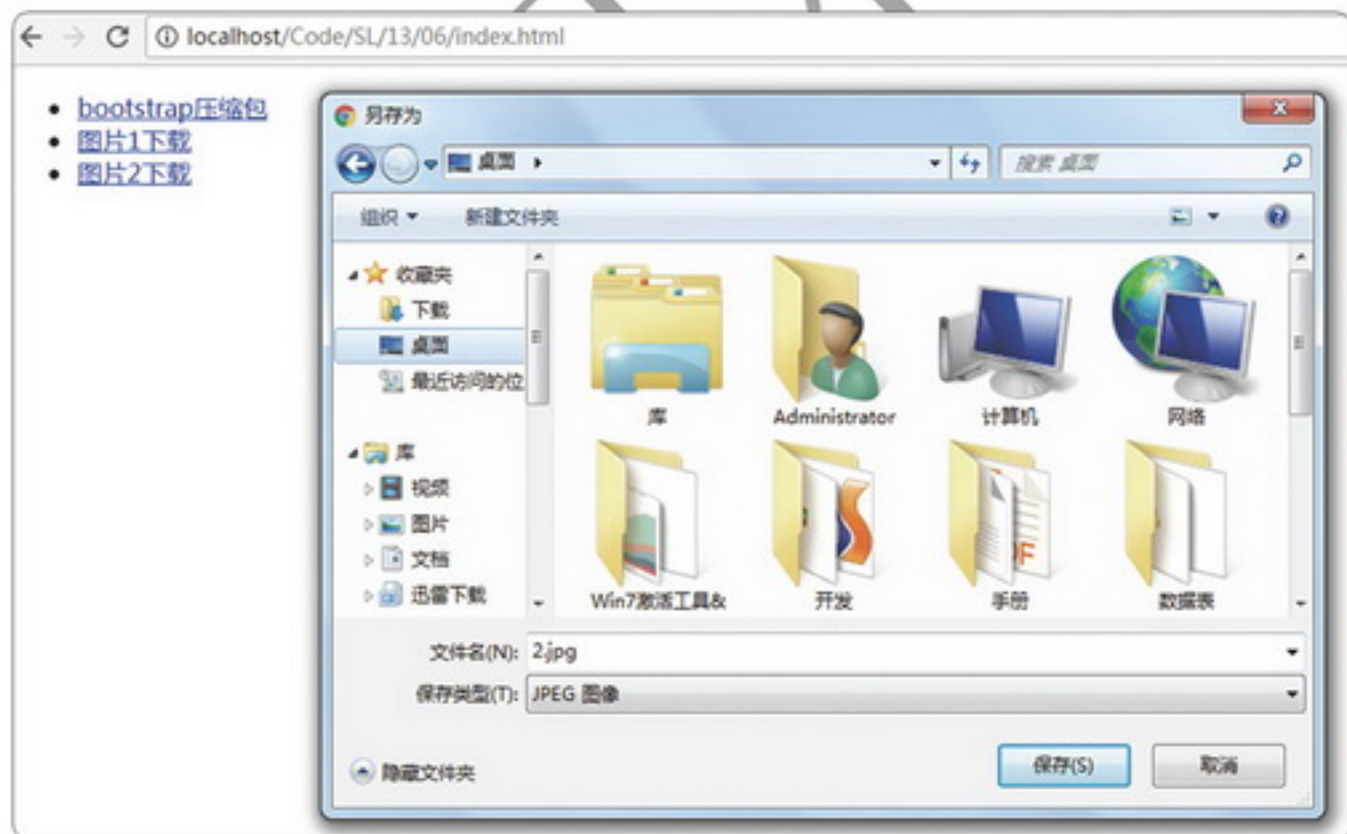 localhost/Code/SL/13/06/index.html
bootstrap压缩包
图片1下载
图片2下载
另存为
桌面
搜索 桌面
组织
新建文件夹
收藏夹
下载
桌面
最近访问的位
库
视频
图片
文档
迅雷下载
库
Administrator
计算机
网络
Win7激活工具&
开发
手册
数据表
文件名(N): 2.jpg
保存类型(T): JPEG 图像
隐藏文件夹
保存(S)
取消